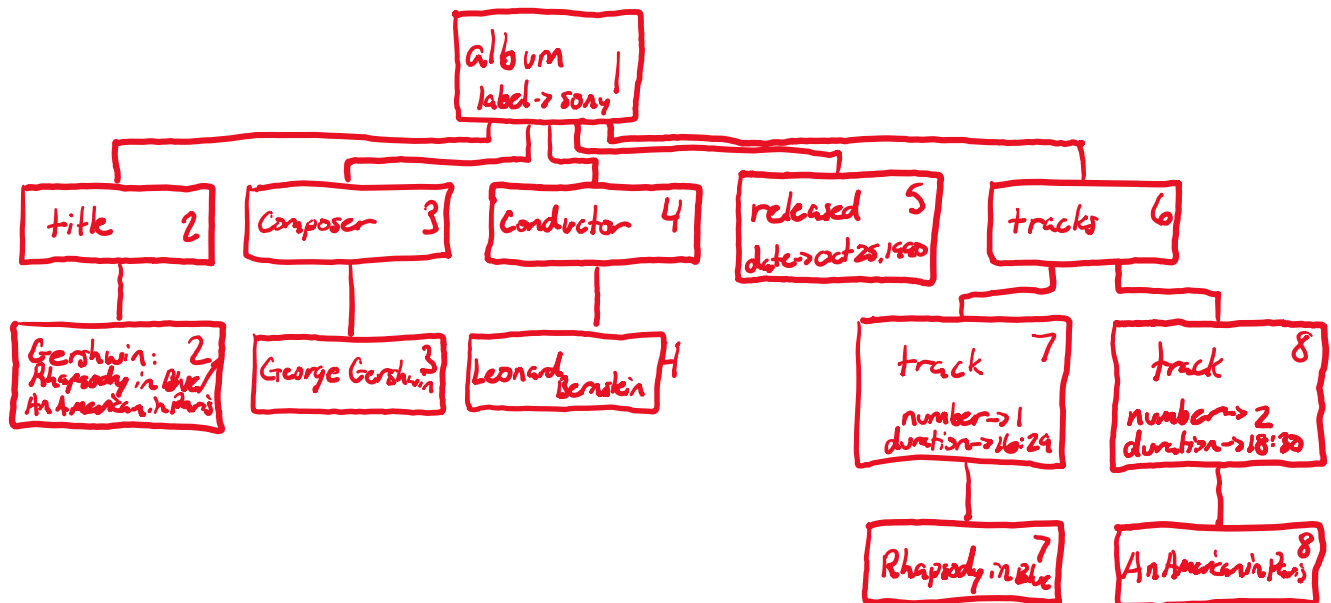 album 1
label->sony
title 2
Composer 3
Conductor 4
released 5
date->Oct 25, 1990
tracks 6
Gershwin: 2
Rhapsody in Blue/
An American in Paris
George Gershwin 3
Leonard 4
Bernstein
track 7
number->1
duration->16:29
track 8
number->2
duration->18:30
Rhapsody in Blue 7
An American in Paris 8